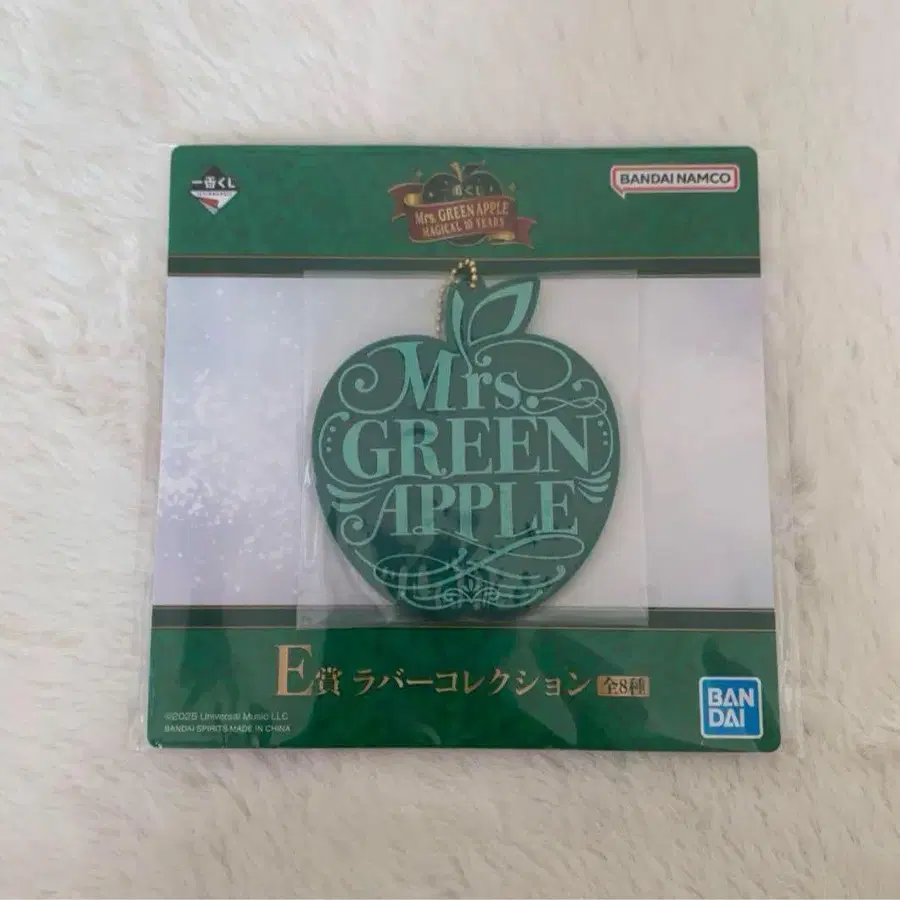 一番くじ
一番くじ
Mrs. GREEN APPLE
MAGICAL 10 YEARS
BANDAI NAMCO
Mrs.
GREEN
APPLE
E賞 ラバーコレクション 全8種
©2025 Universal Music LLC
BANDAI SPIRITS MADE IN CHINA
BAN
DAI